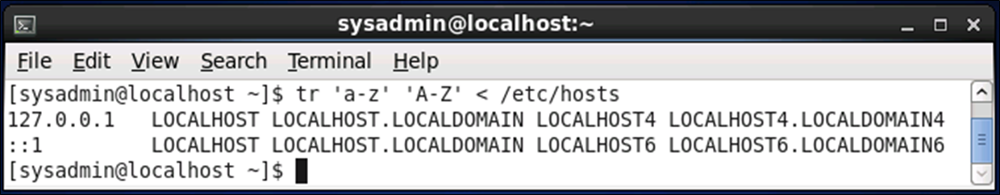 sysadmin@localhost:~
File Edit View Search Terminal Help
[sysadmin@localhost ~]$ tr 'a-z' 'A-Z' < /etc/hosts
127.0.0.1   LOCALHOST LOCALHOST.LOCALDOMAIN LOCALHOST4 LOCALHOST4.LOCALDOMAIN4
::1         LOCALHOST LOCALHOST.LOCALDOMAIN LOCALHOST6 LOCALHOST6.LOCALDOMAIN6
[sysadmin@localhost ~]$